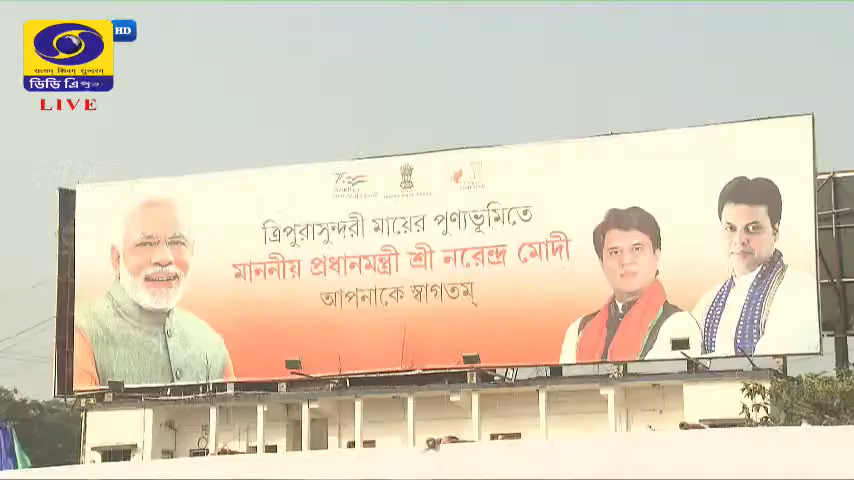 HD
ডিডি ত্রিপুরা
LIVE
ত্রিপুরাসুন্দরী মায়ের পুণ্যভূমিতে
মাননীয় প্রধানমন্ত্রী শ্রী নরেন্দ্র মোদী
আপনাকে স্বাগতম্